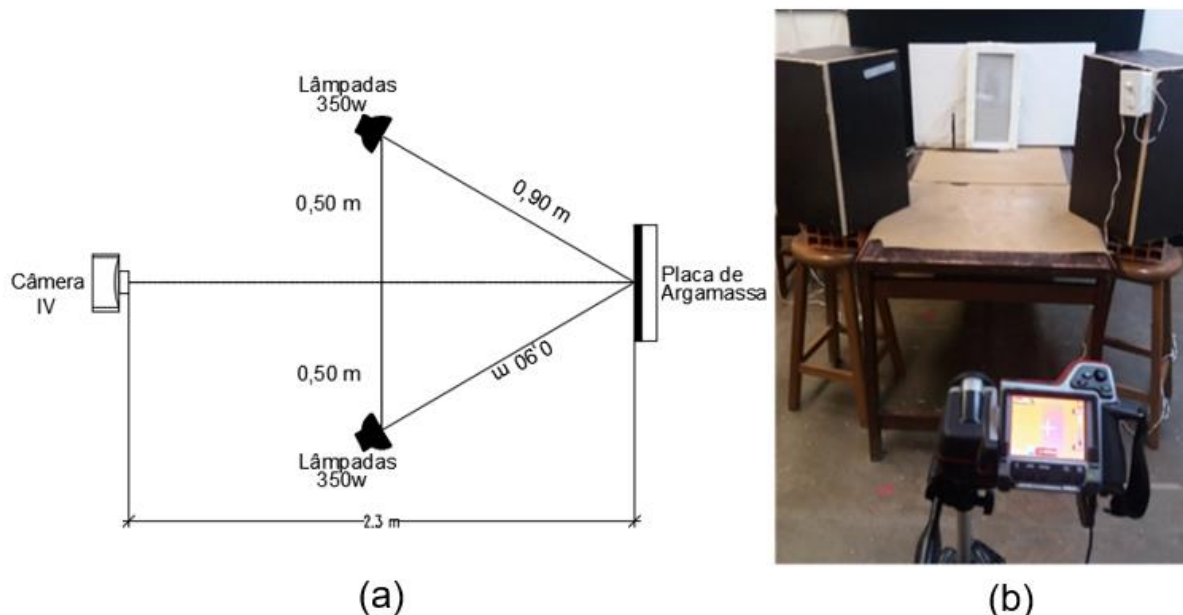 Lâmpadas
350w
0,50 m
0,90 m
Câmera
IV
Placa de
Argamassa
0,50 m
0,90 m
Lâmpadas
350w
2.3 m
(a)
(b)